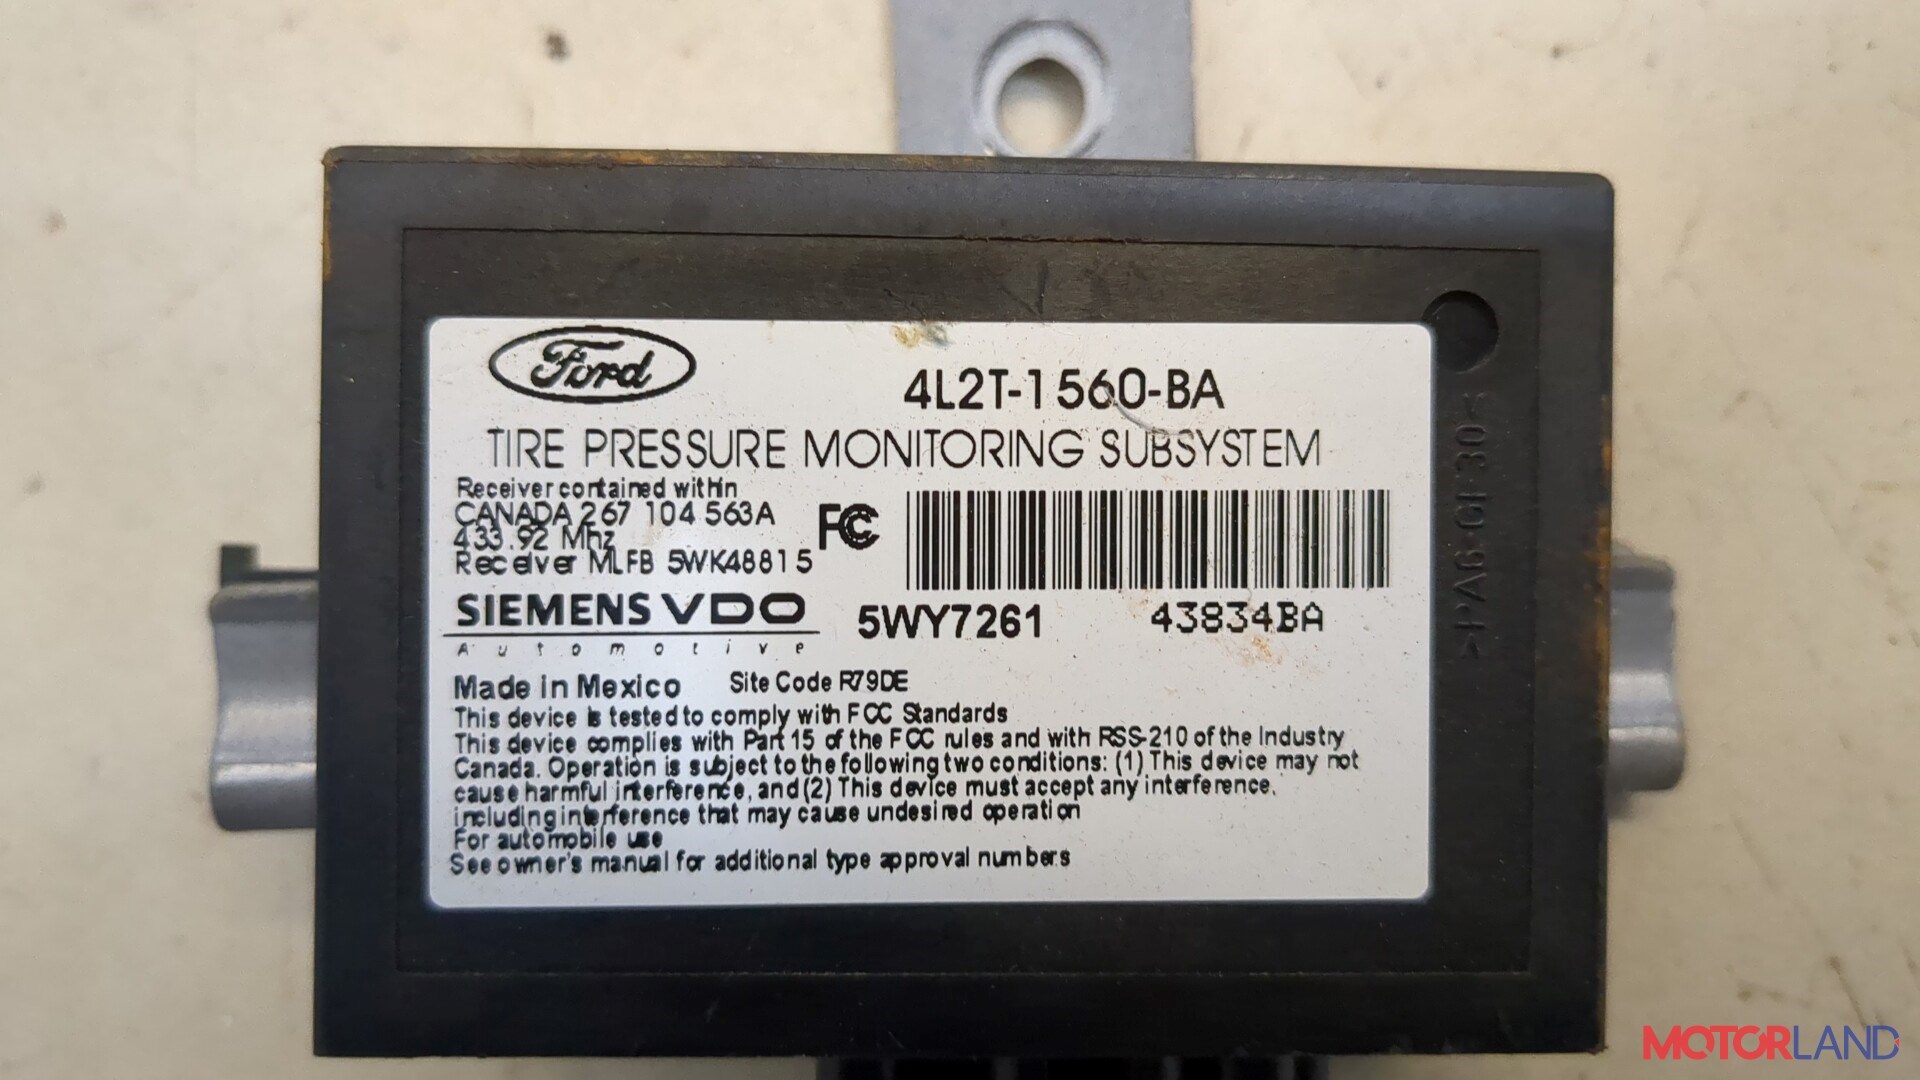 Ford
4L2T-1560-BA
TIRE PRESSURE MONITORING SUBSYSTEM
Receiver contained within
CANADA 267 104 563A
433.92 Mhz
Receiver MLFB 5WK48815
FC
SIEMENS VDO
Automotive
5WY7261
43834BA
Made in Mexico Site Code R79DE
This device is tested to comply with FCC Standards
This device complies with Part 15 of the FCC rules and with RSS-210 of the Industry
Canada. Operation is subject to the following two conditions: (1) This device may not
cause harmful interference, and (2) This device must accept any interference,
including interference that may cause undesired operation
For automobile use
See owner's manual for additional type approval numbers
>PA6-GF30<
MOTORLAND